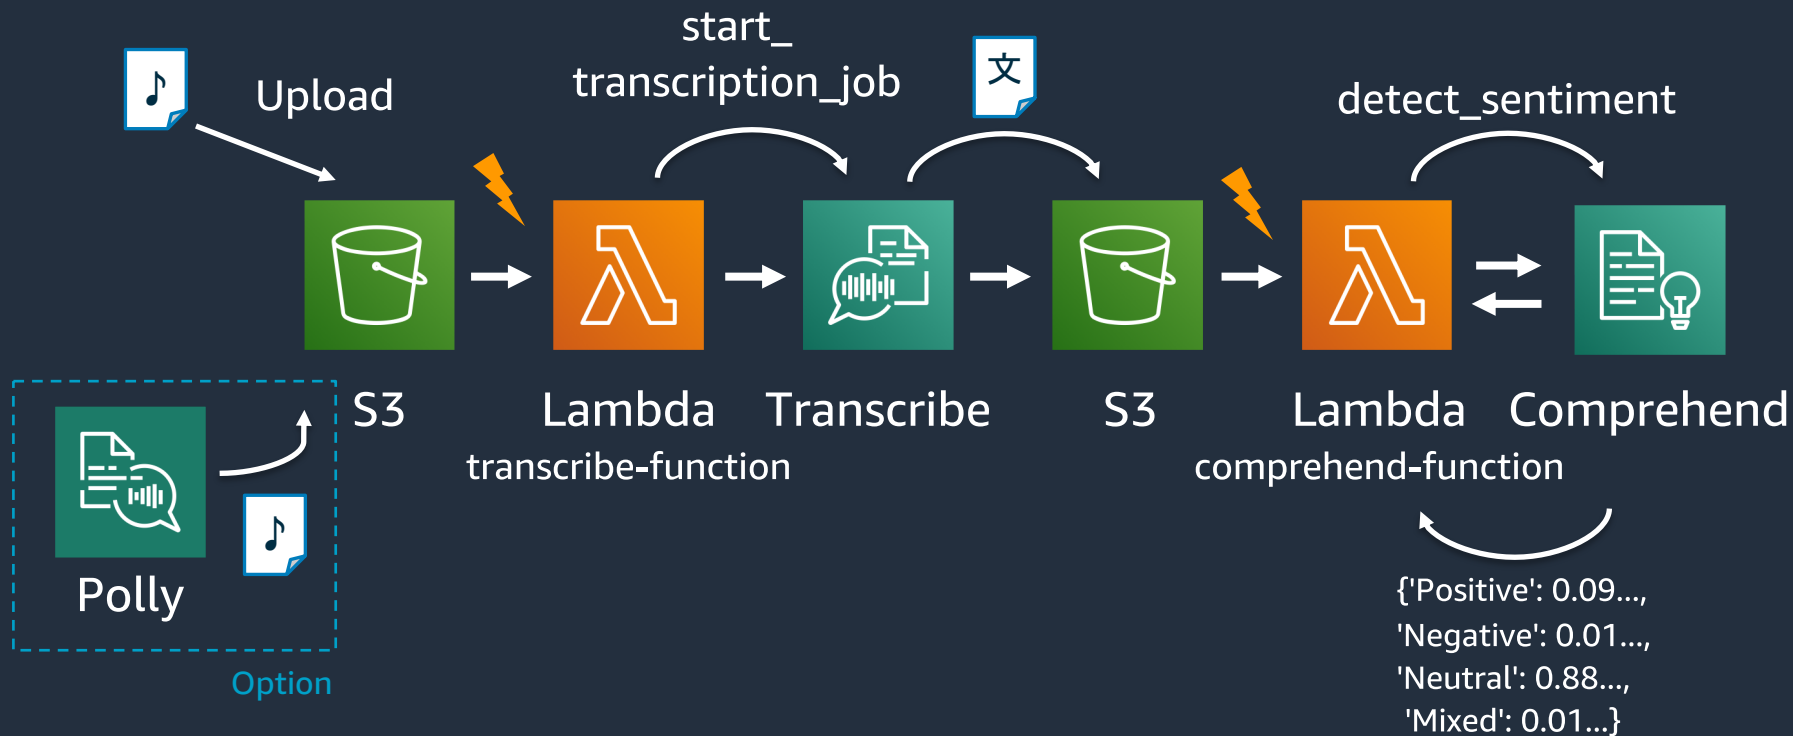 Upload
start_
transcription_job
文
detect_sentiment
S3
Lambda
transcribe-function
Transcribe
S3
Lambda
comprehend-function
Comprehend
Polly
Option
{'Positive': 0.09...,
'Negative': 0.01...,
'Neutral': 0.88...,
'Mixed': 0.01...}